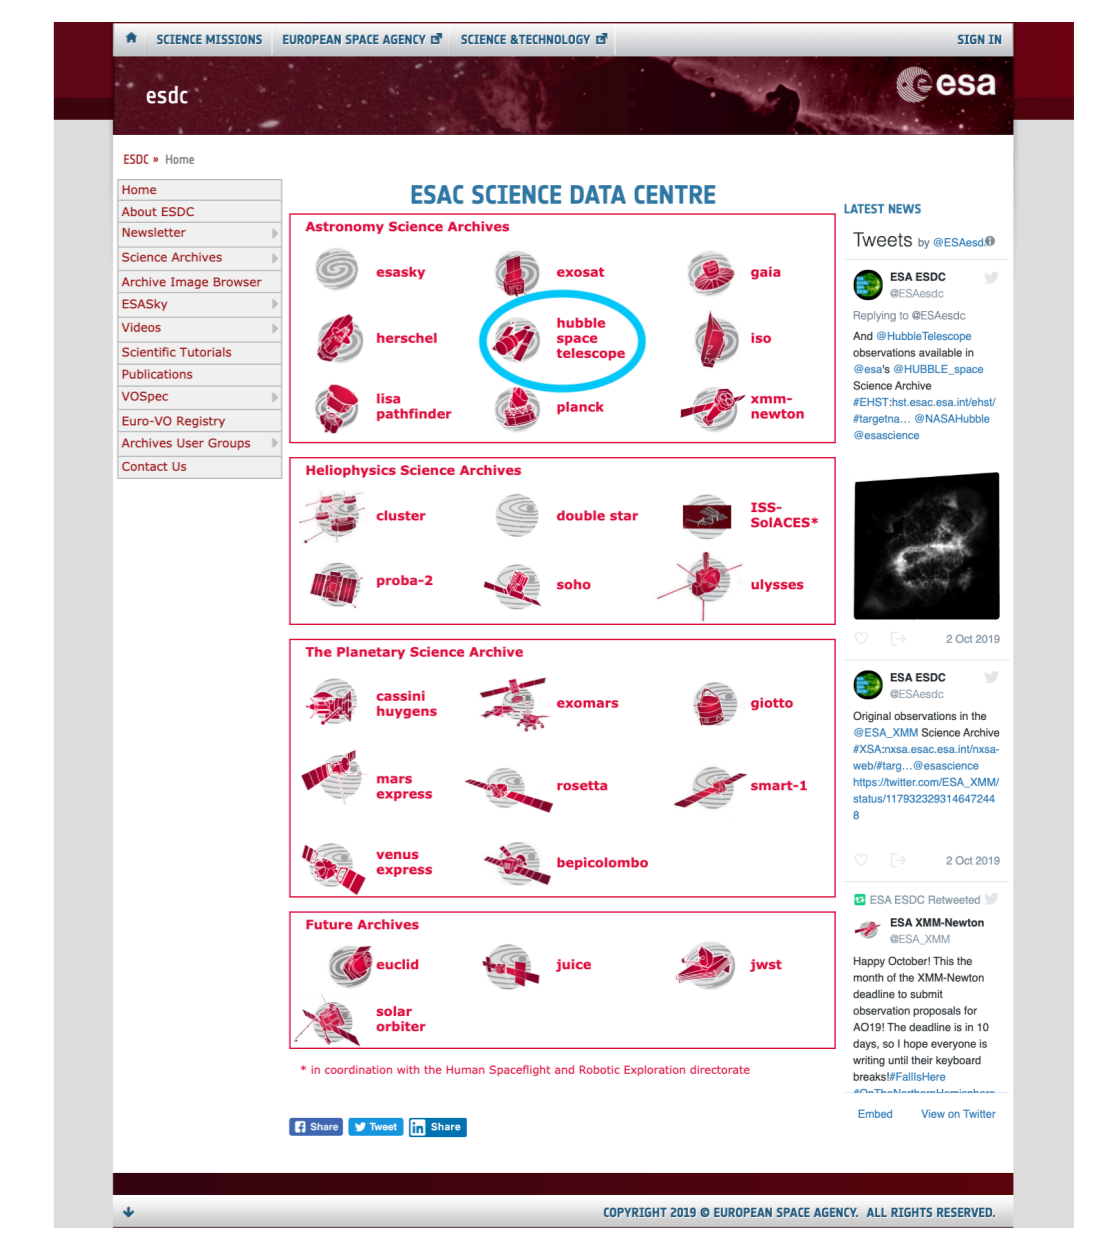 SCIENCE MISSIONS EUROPEAN SPACE AGENCY SCIENCE &TECHNOLOGY SIGN IN
esdc
esa
ESDC » Home
Home
About ESDC
Newsletter
Science Archives
Archive Image Browser
ESASky
Videos
Scientific Tutorials
Publications
VOSpec
Euro-VO Registry
Archives User Groups
Contact Us
ESAC SCIENCE DATA CENTRE
Astronomy Science Archives
esasky
exosat
gaia
herschel
hubble
space
telescope
iso
lisa
pathfinder
planck
xmm-
newton
Heliophysics Science Archives
cluster
double star
ISS-
SolACES*
proba-2
soho
ulysses
The Planetary Science Archive
cassini
huygens
exomars
giotto
mars
express
rosetta
smart-1
venus
express
bepicolombo
Future Archives
euclid
juice
jwst
solar
orbiter
* in coordination with the Human Spaceflight and Robotic Exploration directorate
Share Tweet Share
LATEST NEWS
Tweets by @ESAesd
ESA ESDC
@ESAesdc
Replying to @ESAesdc
And @HubbleTelescope
observations available in
@esa's @HUBBLE_space
Science Archive
#EHST:hst.esac.esa.int/ehst/
#targetna… @NASAHubble
@esascience
2 Oct 2019
ESA ESDC
@ESAesdc
Original observations in the
@ESA_XMM Science Archive
#XSA:nxsa.esac.esa.int/nxsa-
web/#targ…@esascience
https://twitter.com/ESA_XMM/
status/117932329314647244
8
2 Oct 2019
ESA ESDC Retweeted
ESA XMM-Newton
@ESA_XMM
Happy October! This the
month of the XMM-Newton
deadline to submit
observation proposals for
AO19! The deadline is in 10
days, so I hope everyone is
writing until their keyboard
breaks!#FallIsHere
#OnTheNorthernHemisphere
Embed View on Twitter
COPYRIGHT 2019 © EUROPEAN SPACE AGENCY. ALL RIGHTS RESERVED.